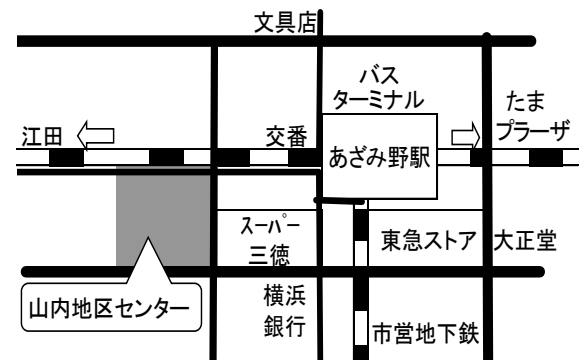 文具店
バス
ターミナル
たま
プラーザ
江田
交番
あざみ野駅
スーパー
三徳
東急ストア
大正堂
山内地区センター
横浜
銀行
市営地下鉄